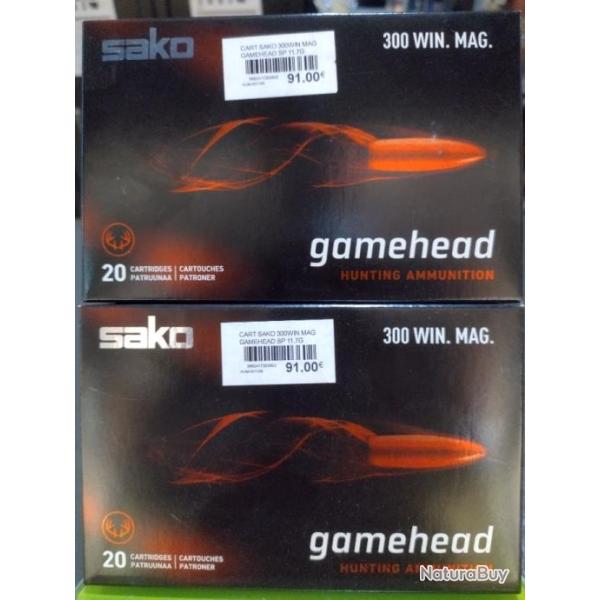 sako
CART SAKO 300WIN MAG
GAMEHEAD SP 11.7G
91.00€
300 WIN. MAG.
gamehead
HUNTING AMMUNITION
20 CARTRIDGES | CARTOUCHES
PATRUUNAA | PATRONER
sako
CART SAKO 300WIN MAG
GAMEHEAD SP 11.7G
91.00€
300 WIN. MAG.
gamehead
HUNTING AMMUNITION
20 CARTRIDGES | CARTOUCHES
PATRUUNAA | PATRONER
NaturaBuy